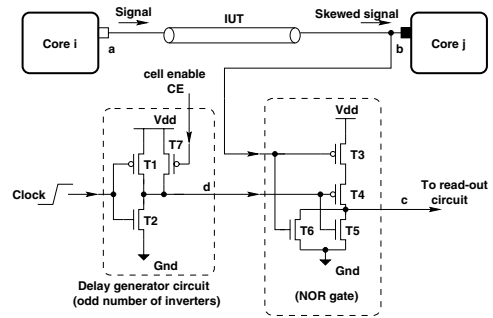 Signal
IUT
Skewed signal
Core i
a
b
Core j
cell enable
CE
Vdd
T7
T1
Vdd
T3
Clock
d
T4
To read-out
circuit
c
T2
T6
T5
Gnd
Gnd
Delay generator circuit
(odd number of inverters)
(NOR gate)